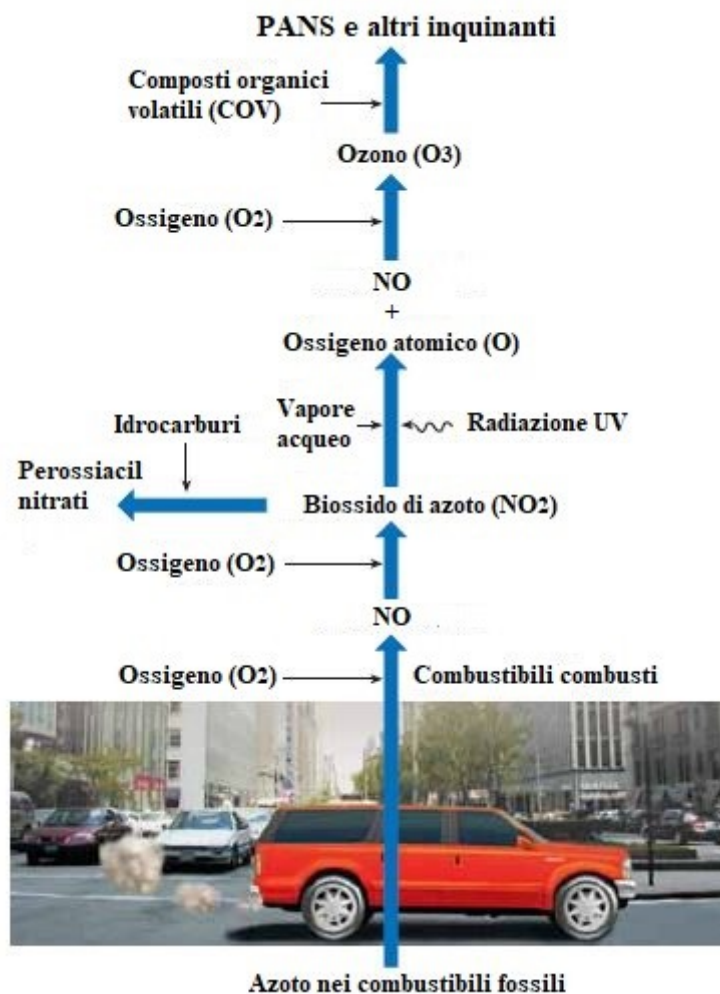 PANS e altri inquinanti
Composti organici
volatili (COV)
Ozono (O3)
Ossigeno (O2)
NO
+
Ossigeno atomico (O)
Vapore
acqueo
Radiazione UV
Idrocarburi
Perossiacil
nitrati
Biossido di azoto (NO2)
Ossigeno (O2)
NO
Ossigeno (O2)
Combustibili combusti
Azoto nei combustibili fossili